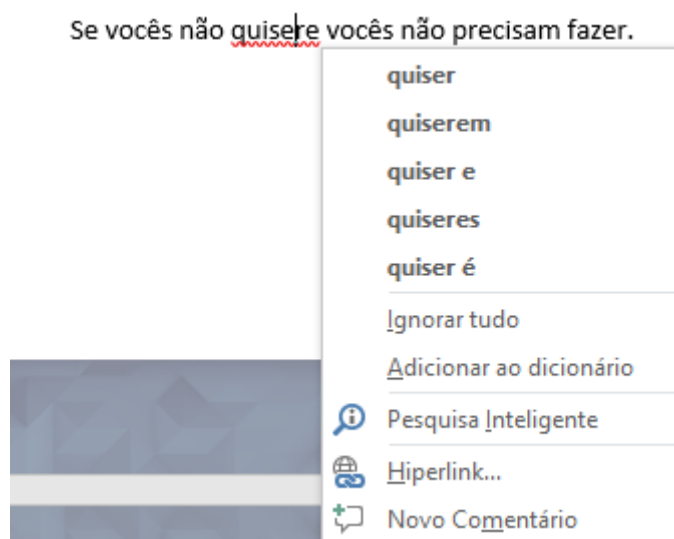 Se vocês não quisere vocês não precisam fazer.
quiser
quiserem
quiser e
quiseres
quiser é
Ignorar tudo
Adicionar ao dicionário
Pesquisa Inteligente
Hiperlink...
Novo Comentário